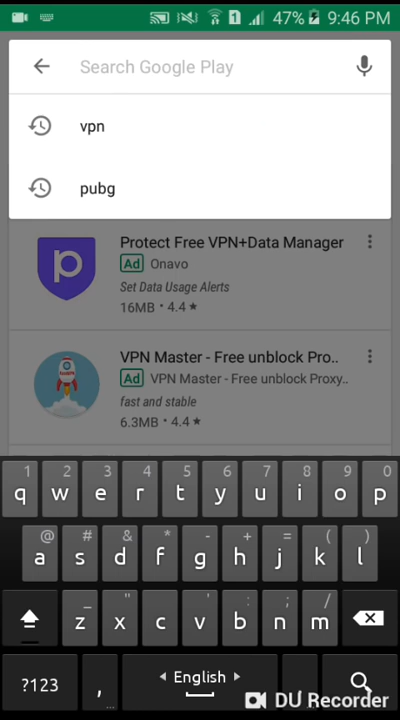 47% 9:46 PM
Search Google Play
vpn
pubg
Protect Free VPN+Data Manager
Ad Onavo
Set Data Usage Alerts
16MB · 4.4 ★
VPN Master - Free unblock Pro..
Ad VPN Master - Free unblock Proxy..
fast and stable
6.3MB · 4.4 ★
1 2 3 4 5 6 7 8 9 0
q w e r t y u i o p
@ # & * - + = ( )
a s d f g h j k l
_ " ' : ; /
z x c v b n m
?123 , English
DU Recorder